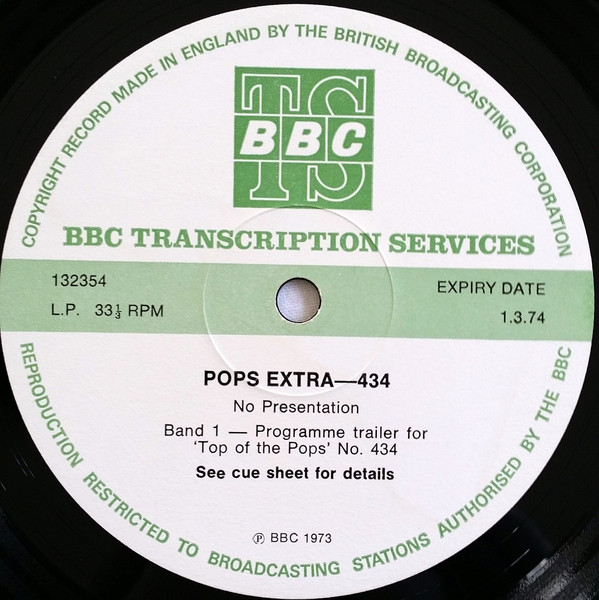 COPYRIGHT RECORD MADE IN ENGLAND BY THE BRITISH BROADCASTING CORPORATION
TS
BBC
BBC TRANSCRIPTION SERVICES
132354
EXPIRY DATE
L.P. 33⅓ RPM
1.3.74
POPS EXTRA—434
No Presentation
Band 1 — Programme trailer for
'Top of the Pops' No. 434
See cue sheet for details
℗ BBC 1973
REPRODUCTION RESTRICTED TO BROADCASTING STATIONS AUTHORISED BY THE BBC